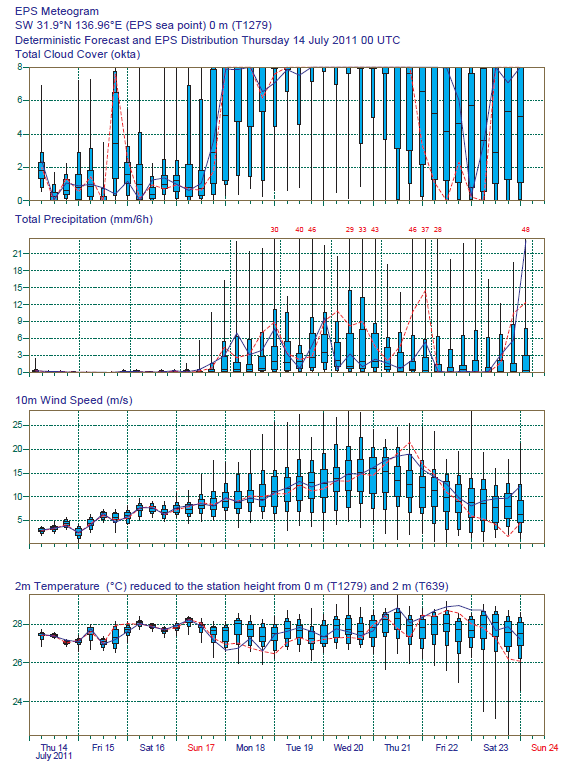 EPS Meteogram
SW 31.9°N 136.96°E (EPS sea point) 0 m (T1279)
Deterministic Forecast and EPS Distribution Thursday 14 July 2011 00 UTC
Total Cloud Cover (okta)
8
6
4
2
0
Total Precipitation (mm/6h)
30 40 46 29 33 43 46 37 28 48
21
18
15
12
9
6
3
0
10m Wind Speed (m/s)
25
20
15
10
5
2m Temperature (°C) reduced to the station height from 0 m (T1279) and 2 m (T639)
28
26
24
Thu 14 Fri 15 Sat 16 Sun 17 Mon 18 Tue 19 Wed 20 Thu 21 Fri 22 Sat 23 Sun 24
July 2011